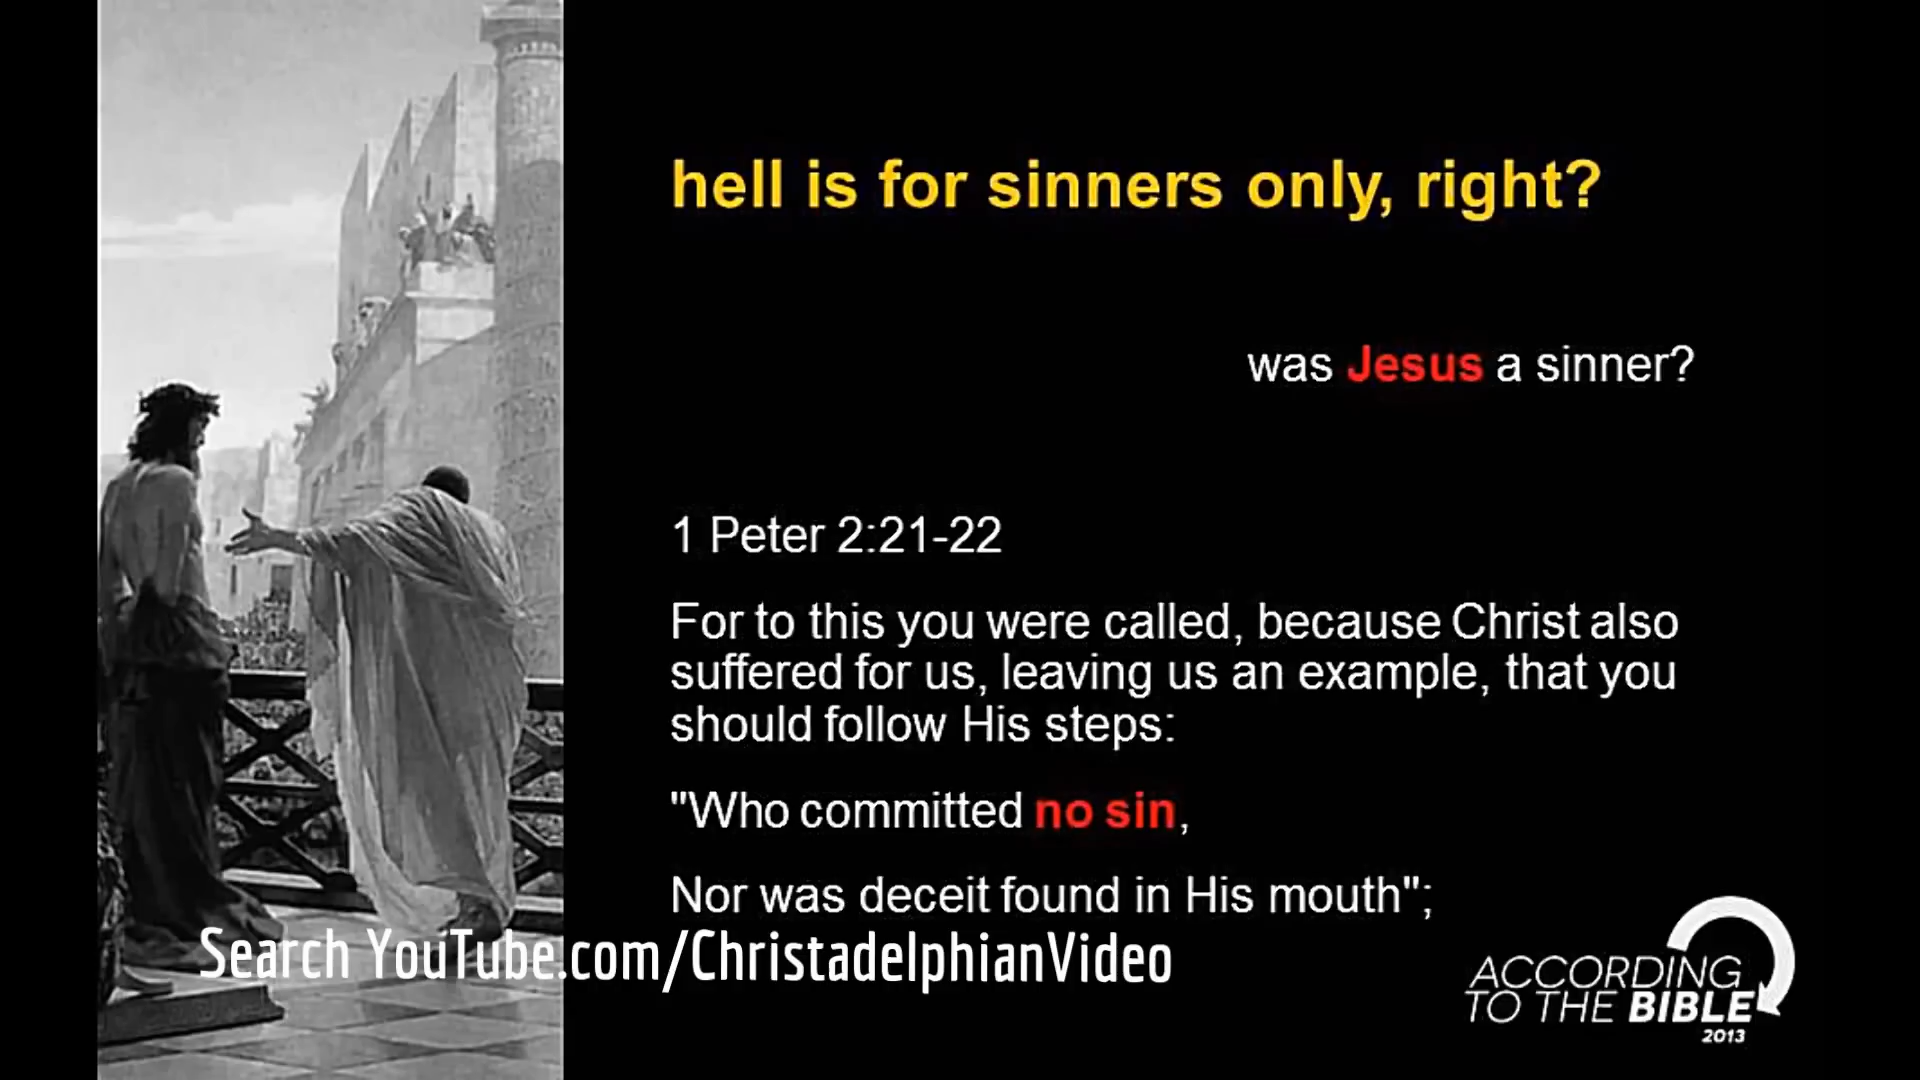 hell is for sinners only, right?
was Jesus a sinner?
1 Peter 2:21-22
For to this you were called, because Christ also
suffered for us, leaving us an example, that you
should follow His steps:
"Who committed no sin,
Nor was deceit found in His mouth";
Search YouTube.com/ChristadelphianVideo
ACCORDING
TO THE BIBLE
2013